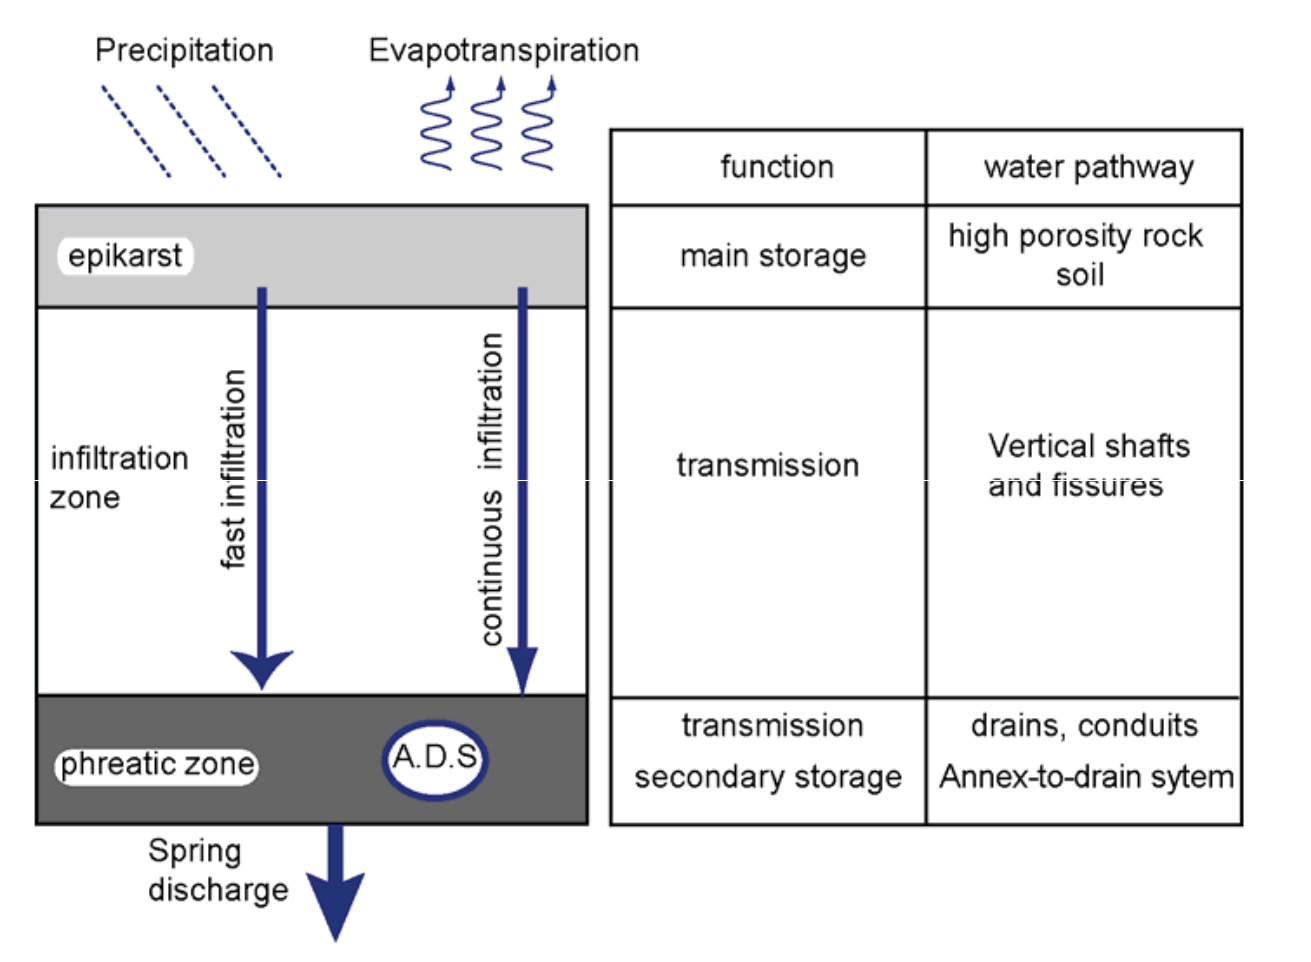 Precipitation
Evapotranspiration
function
water pathway
epikarst
main storage
high porosity rock
soil
infiltration
zone
fast infiltration
continuous infiltration
transmission
Vertical shafts
and fissures
phreatic zone
A.D.S
transmission
drains, conduits
secondary storage
Annex-to-drain sytem
Spring
discharge